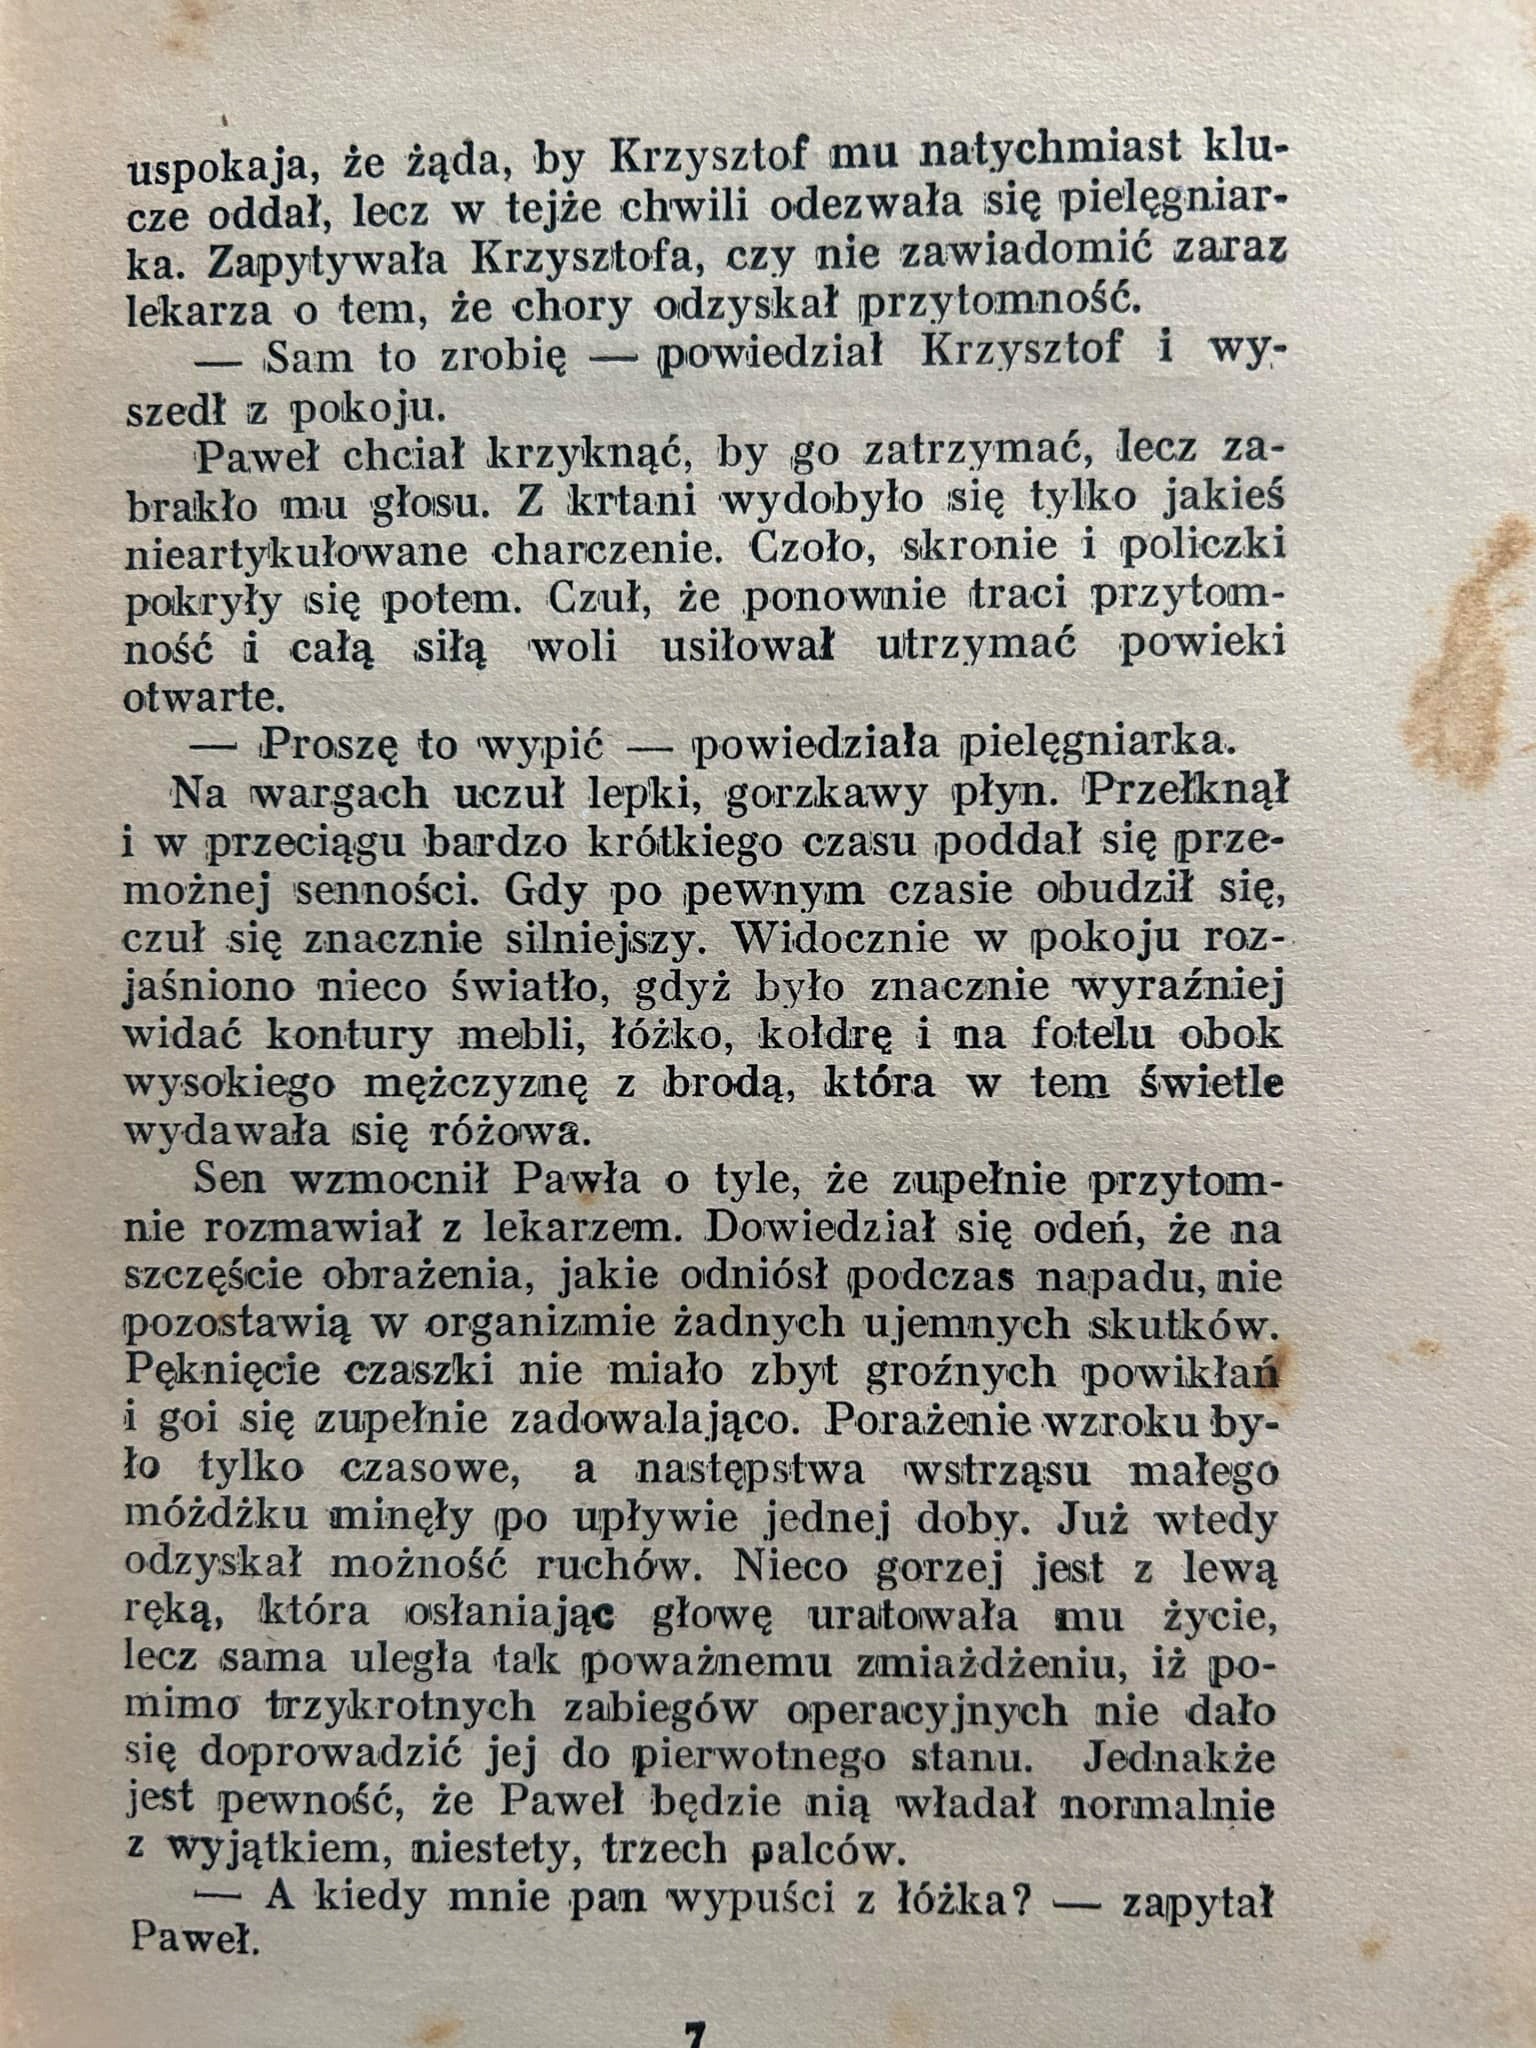 uspokaja, że żąda, by Krzysztof mu natychmiast klu-
cze oddał, lecz w tejże chwili odezwała się pielęgniar-
ka. Zapytywała Krzysztofa, czy nie zawiadomić zaraz
lekarza o tem, że chory odzyskał przytomność.
— Sam to zrobię — powiedział Krzysztof i wy-
szedł z pokoju.
Paweł chciał krzyknąć, by go zatrzymać, lecz za-
brakło mu głosu. Z krtani wydobyło się tylko jakieś
nieartykułowane charczenie. Czoło, skronie i policzki
pokryły się potem. Czuł, że ponownie traci przytom-
ność i całą siłą woli usiłował utrzymać powieki
otwarte.
— Proszę to wypić — powiedziała pielęgniarka.
Na wargach uczuł lepki, gorzkawy płyn. Przełknął
i w przeciągu bardzo krótkiego czasu poddał się prze-
możnej senności. Gdy po pewnym czasie obudził się,
czuł się znacznie silniejszy. Widocznie w pokoju roz-
jaśniono nieco światło, gdyż było znacznie wyraźniej
widać kontury mebli, łóżko, kołdrę i na fotelu obok
wysokiego mężczyznę z brodą, która w tem świetle
wydawała się różowa.
Sen wzmocnił Pawła o tyle, że zupełnie przytom-
nie rozmawiał z lekarzem. Dowiedział się odeń, że na
szczęście obrażenia, jakie odniósł podczas napadu, nie
pozostawią w organizmie żadnych ujemnych skutków.
Pęknięcie czaszki nie miało zbyt groźnych powikłań
i goi się zupełnie zadowalająco. Porażenie wzroku by-
ło tylko czasowe, a następstwa wstrząsu małego
móżdżku minęły po upływie jednej doby. Już wtedy
odzyskał możność ruchów. Nieco gorzej jest z lewą
ręką, która osłaniając głowę uratowała mu życie,
lecz sama uległa tak poważnemu zmiażdżeniu, iż po-
mimo trzykrotnych zabiegów operacyjnych nie dało
się doprowadzić jej do pierwotnego stanu. Jednakże
jest pewność, że Paweł będzie nią władał normalnie
z wyjątkiem, niestety, trzech palców.
— A kiedy mnie pan wypuści z łóżka? — zapytał
Paweł.
7